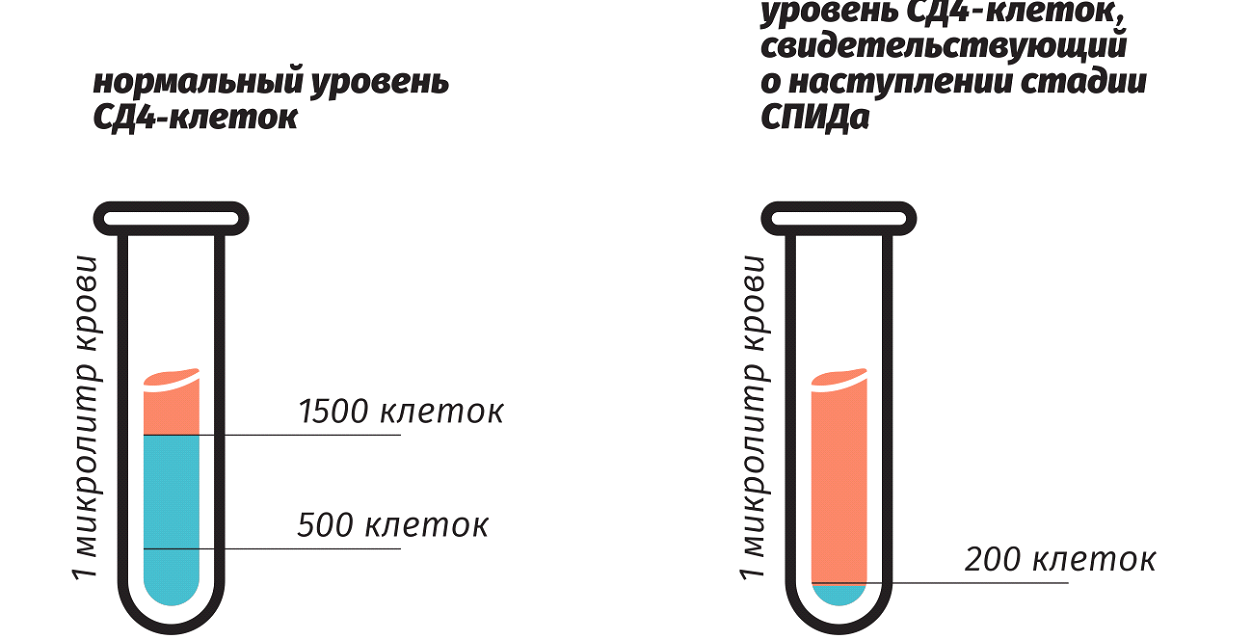 нормальный уровень
СД4-клеток
1 микролитр крови
1500 клеток
500 клеток
уровень СД4-клеток,
свидетельствующий
о наступлении стадии
СПИДа
1 микролитр крови
200 клеток